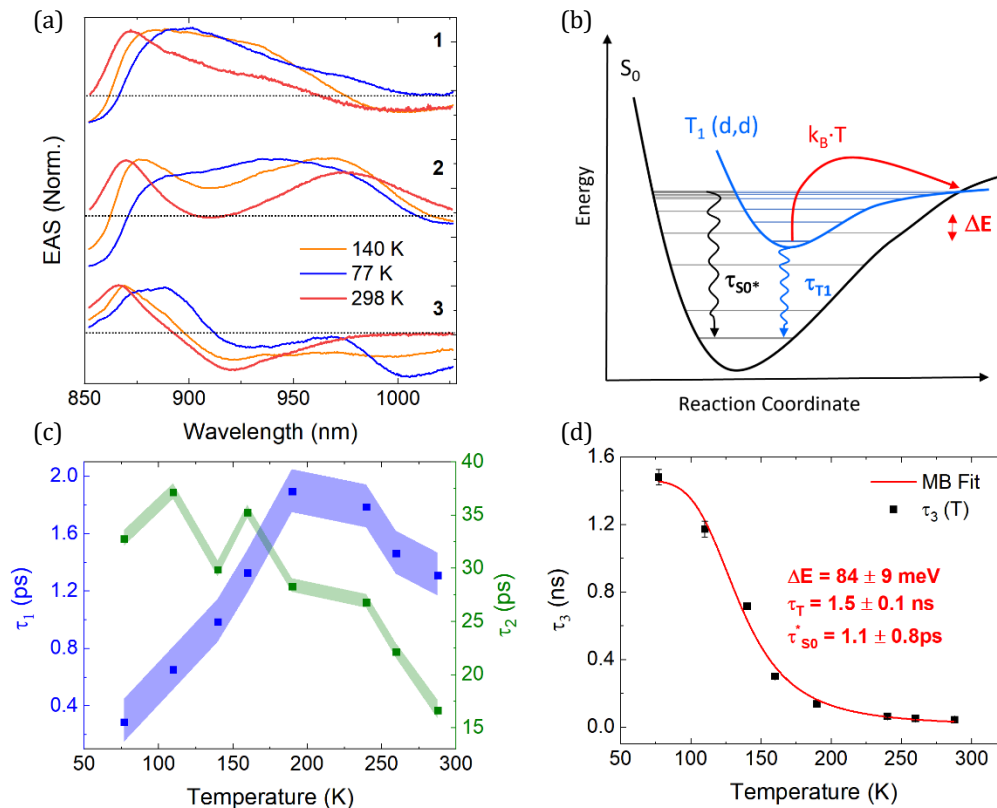 (a)
EAS (Norm.)
1
2
3
140 K
77 K
298 K
850 900 950 1000
Wavelength (nm)
(b)
S0
T1 (d,d)
kB·T
ΔE
τS0*
τT1
Energy
Reaction Coordinate
(c)
τ1 (ps)
2.0
1.6
1.2
0.8
0.4
40
35
30
25
20
15
τ2 (ps)
50 100 150 200 250 300
Temperature (K)
(d)
τ3 (ns)
1.6
1.2
0.8
0.4
0.0
MB Fit
τ3 (T)
ΔE = 84 ± 9 meV
τT = 1.5 ± 0.1 ns
τ*S0 = 1.1 ± 0.8ps
50 100 150 200 250 300
Temperature (K)